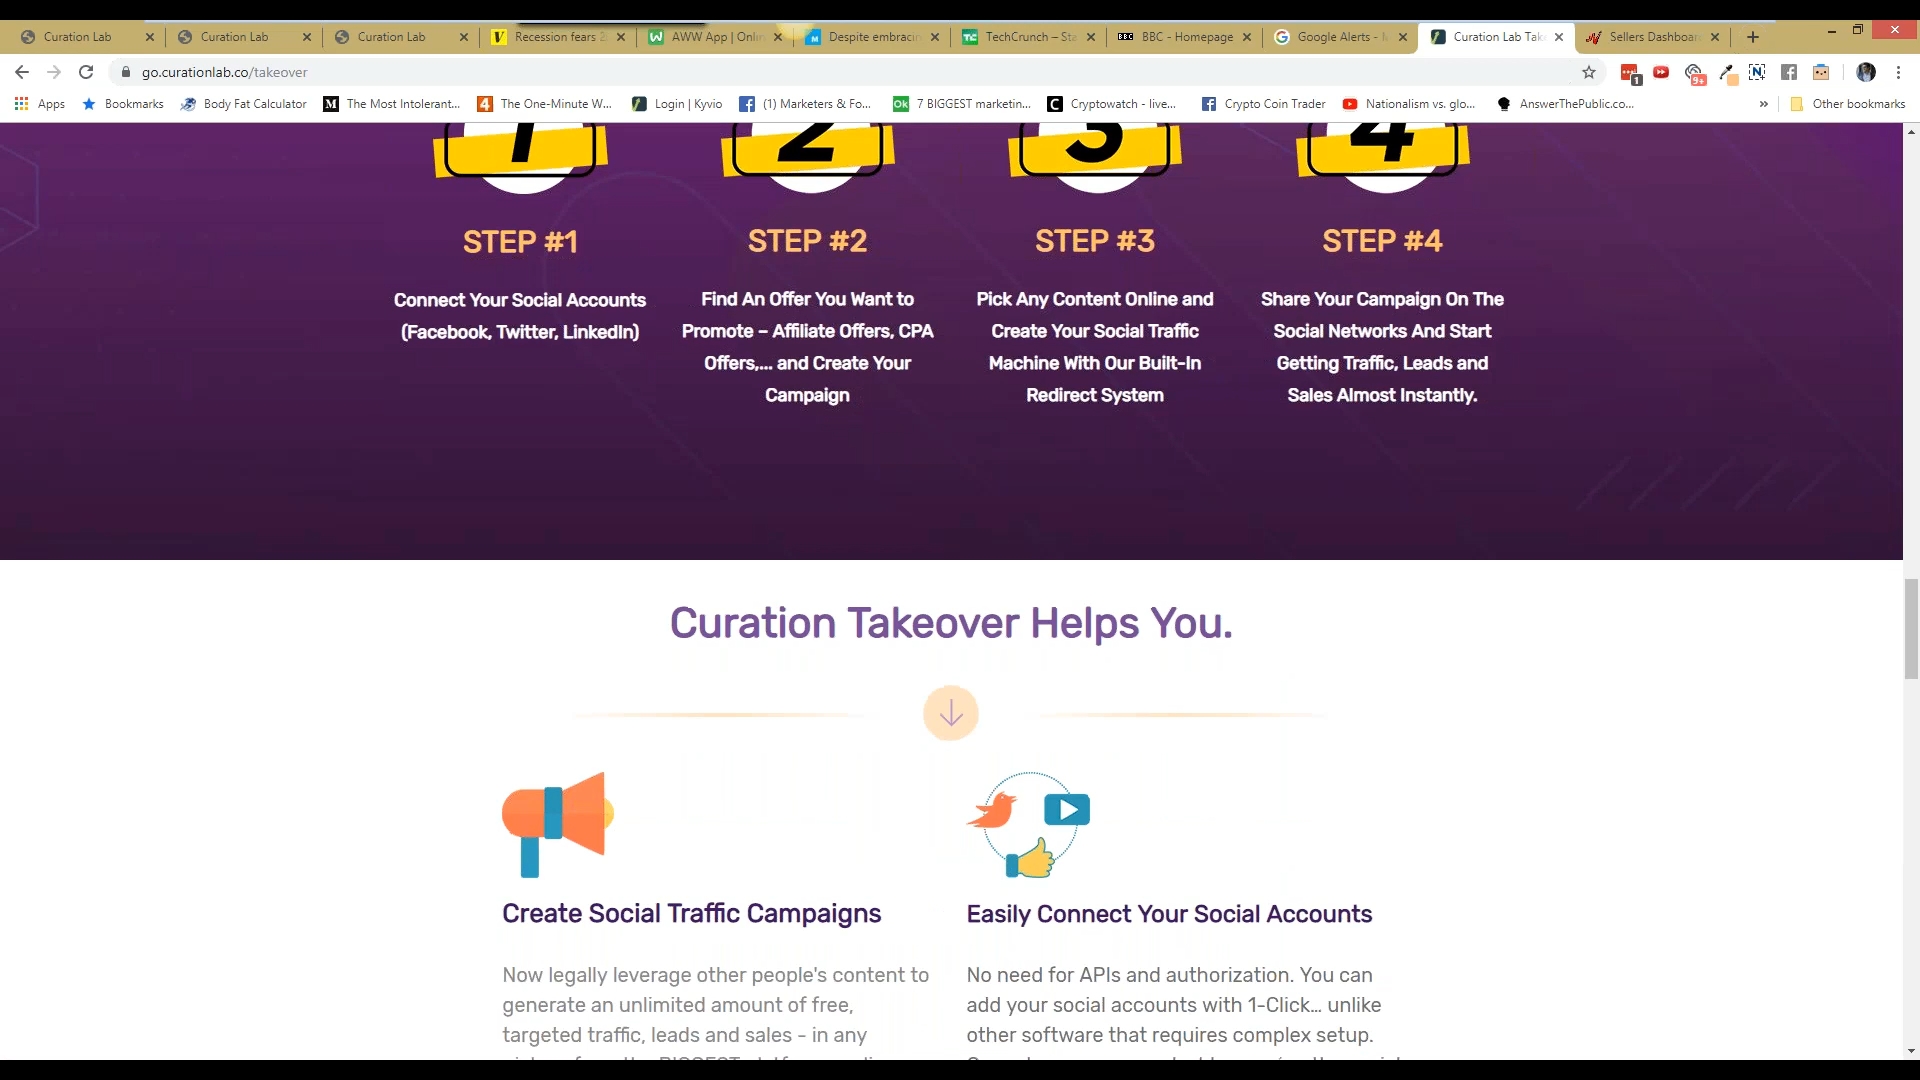 Curation Lab
Curation Lab
Curation Lab
Recession fears 2
AWW App | Onli
Despite embracin
TechCrunch – Sta
BBC - Homepage
Google Alerts -
Curation Lab Tak
Sellers Dashboar
go.curationlab.co/takeover
1
9+
Apps
Bookmarks
Body Fat Calculator
The Most Intolerant...
The One-Minute W...
Login | Kyvio
(1) Marketers & Fo...
7 BIGGEST marketin...
Cryptowatch - live...
Crypto Coin Trader
Nationalism vs. glo...
AnswerThePublic.co...
»
Other bookmarks
1
2
3
4
STEP #1
STEP #2
STEP #3
STEP #4
Connect Your Social Accounts
(Facebook, Twitter, LinkedIn)
Find An Offer You Want to
Promote – Affiliate Offers, CPA
Offers,... and Create Your
Campaign
Pick Any Content Online and
Create Your Social Traffic
Machine With Our Built-In
Redirect System
Share Your Campaign On The
Social Networks And Start
Getting Traffic, Leads and
Sales Almost Instantly.
Curation Takeover Helps You.
Create Social Traffic Campaigns
Now legally leverage other people's content to
generate an unlimited amount of free,
targeted traffic, leads and sales - in any
Easily Connect Your Social Accounts
No need for APIs and authorization. You can
add your social accounts with 1-Click... unlike
other software that requires complex setup.